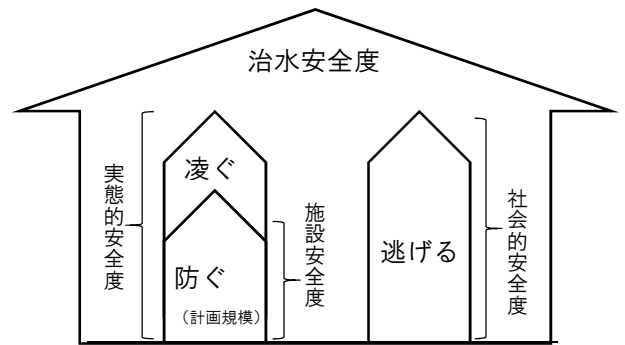 治水安全度
実態的安全度
凌ぐ
防ぐ
（計画規模）
施設安全度
逃げる
社会的安全度